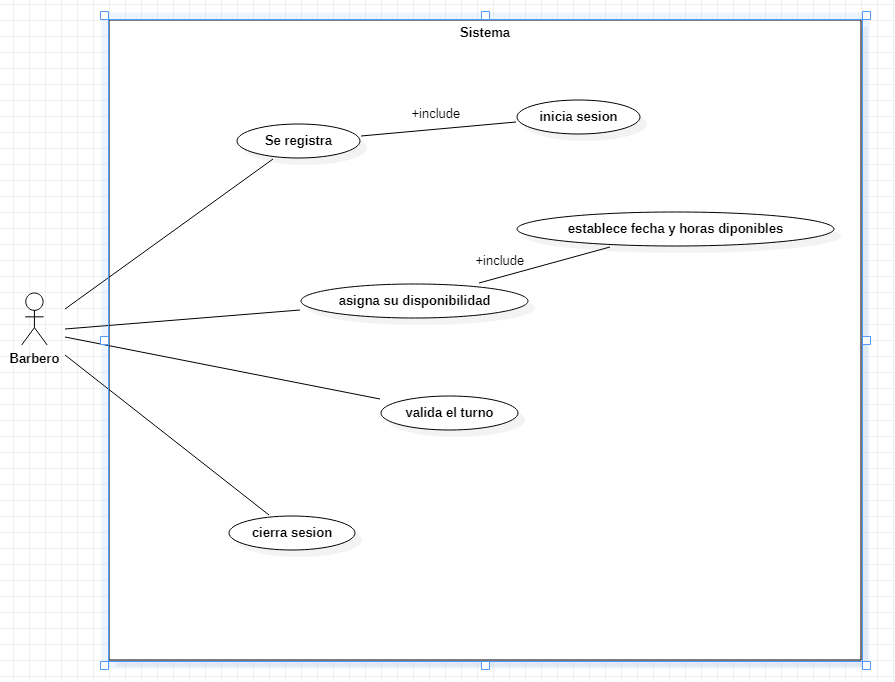 Sistema
+include
inicia sesion
Se registra
establece fecha y horas diponibles
+include
asigna su disponibilidad
Barbero
valida el turno
cierra sesion